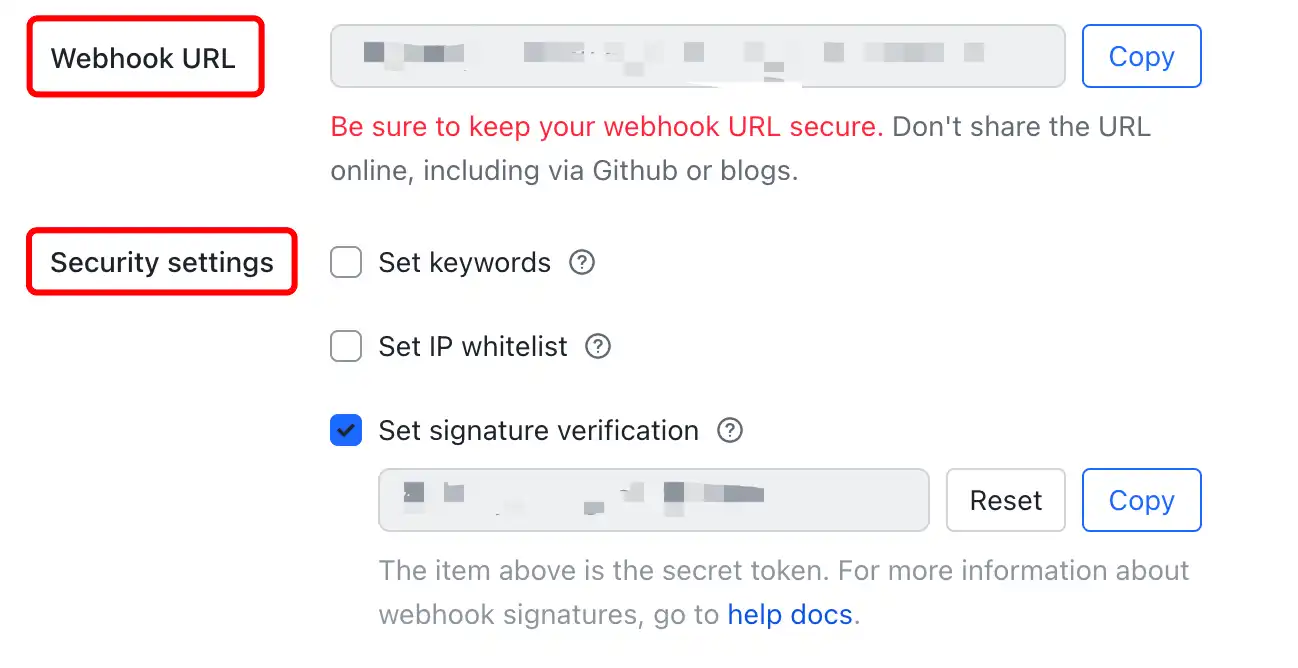 Webhook URL
Copy
Be sure to keep your webhook URL secure. Don't share the URL
online, including via Github or blogs.
Security settings
Set keywords ?
Set IP whitelist ?
Set signature verification ?
Reset
Copy
The item above is the secret token. For more information about
webhook signatures, go to help docs.